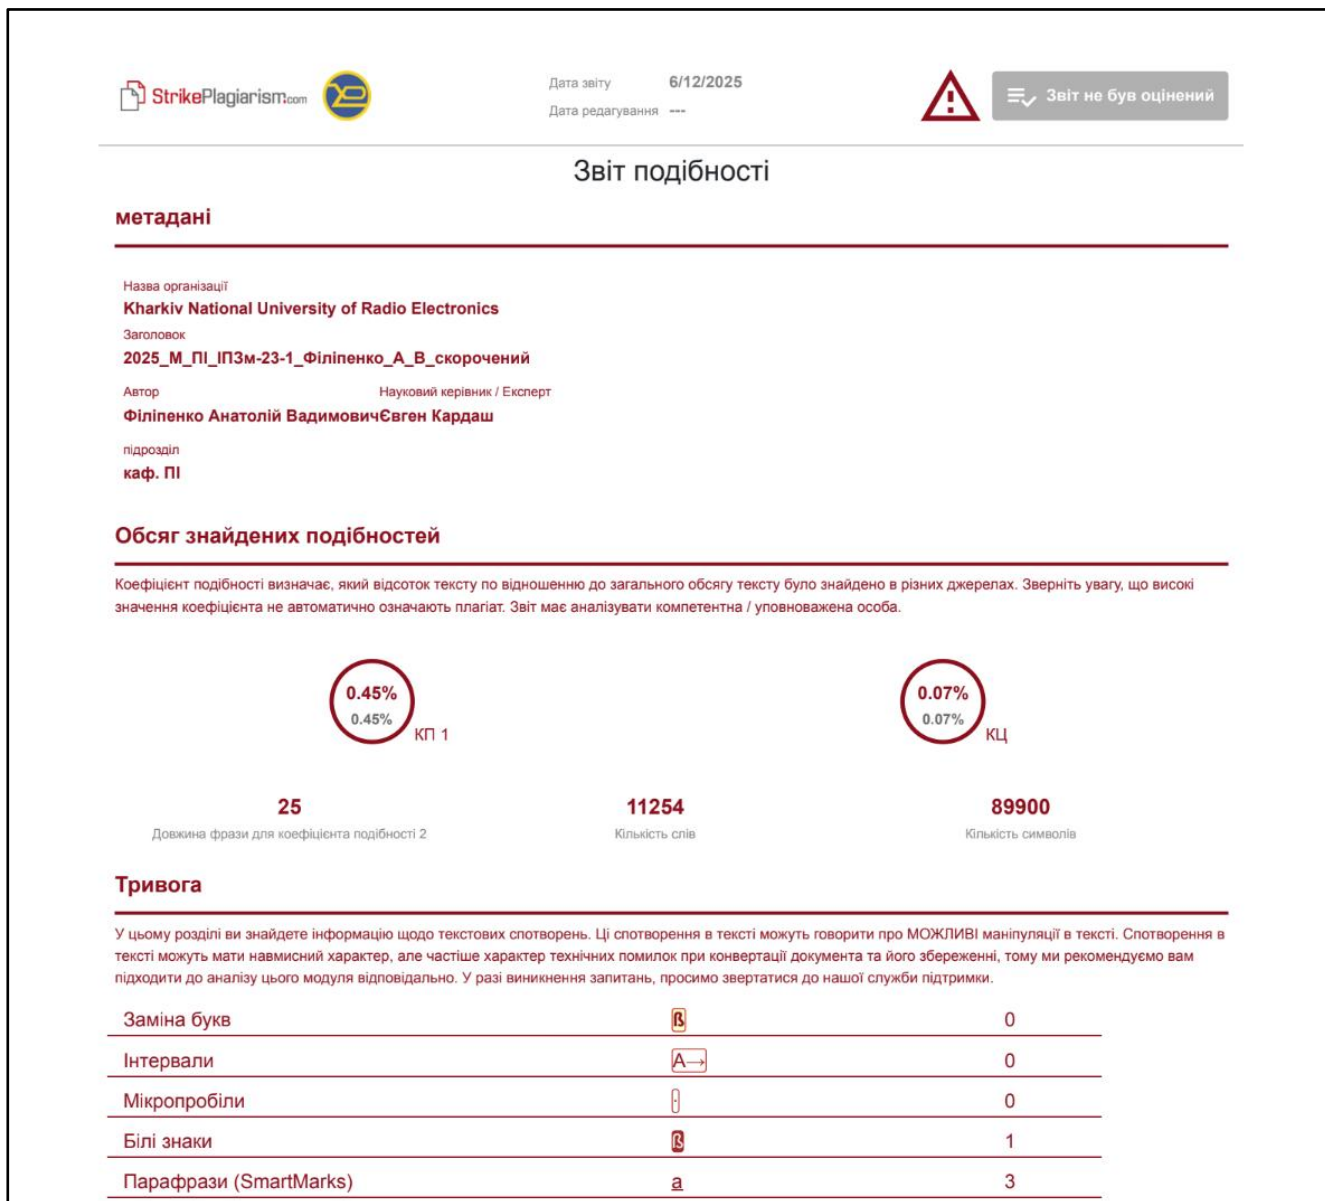 StrikePlagiarism.com
Дата звіту 6/12/2025
Дата редагування ---
Звіт не був оцінений
Звіт подібності
метадані
Назва організації
Kharkiv National University of Radio Electronics
Заголовок
2025_М_ПІ_ІПЗм-23-1_Філіпенко_А_В_скорочений
Автор Науковий керівник / Експерт
Філіпенко Анатолій ВадимовичЄвген Кардаш
підрозділ
каф. ПІ
Обсяг знайдених подібностей
Коефіцієнт подібності визначає, який відсоток тексту по відношенню до загального обсягу тексту було знайдено в різних джерелах. Зверніть увагу, що високі
значення коефіцієнта не автоматично означають плагіат. Звіт має аналізувати компетентна / уповноважена особа.
0.45% 0.07%
0.45% 0.07%
КП 1 КЦ
25 11254 89900
Довжина фрази для коефіцієнта подібності 2 Кількість слів Кількість символів
Тривога
У цьому розділі ви знайдете інформацію щодо текстових спотворень. Ці спотворення в тексті можуть говорити про МОЖЛИВІ маніпуляції в тексті. Спотворення в
тексті можуть мати навмисний характер, але частіше характер технічних помилок при конвертації документа та його збереженні, тому ми рекомендуємо вам
підходити до аналізу цього модуля відповідально. У разі виникнення запитань, просимо звертатися до нашої служби підтримки.
Заміна букв ß 0
Інтервали A→ 0
Мікропробіли · 0
Білі знаки ß 1
Парафрази (SmartMarks) a 3